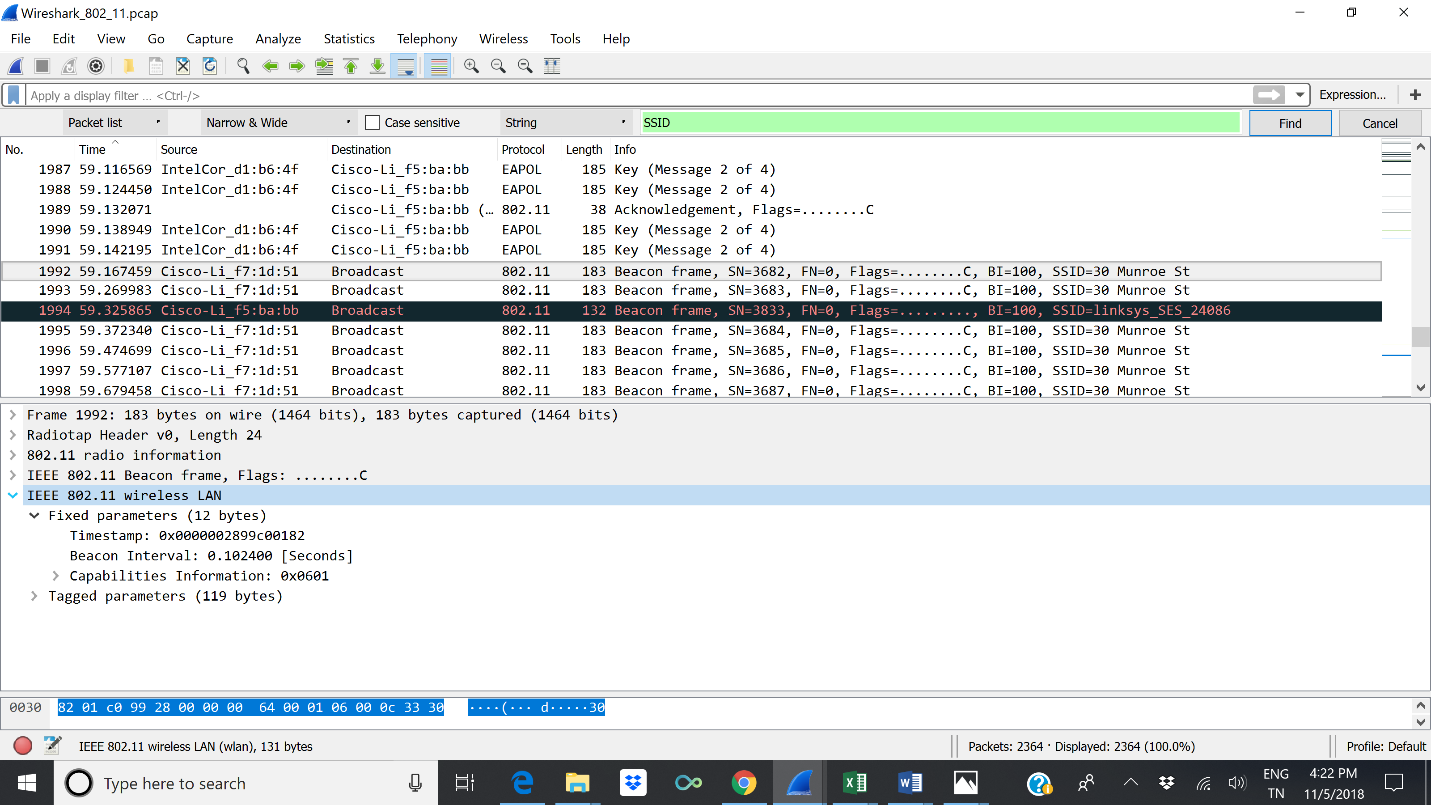 Wireshark_802_11.pcap
File Edit View Go Capture Analyze Statistics Telephony Wireless Tools Help
Apply a display filter ... <Ctrl-/> Expression... +
Packet list Narrow & Wide Case sensitive String SSID Find Cancel
No. Time Source Destination Protocol Length Info
1987 59.116569 IntelCor_d1:b6:4f Cisco-Li_f5:ba:bb EAPOL 185 Key (Message 2 of 4)
1988 59.124450 IntelCor_d1:b6:4f Cisco-Li_f5:ba:bb EAPOL 185 Key (Message 2 of 4)
1989 59.132071 Cisco-Li_f5:ba:bb (… 802.11 38 Acknowledgement, Flags=........C
1990 59.138949 IntelCor_d1:b6:4f Cisco-Li_f5:ba:bb EAPOL 185 Key (Message 2 of 4)
1991 59.142195 IntelCor_d1:b6:4f Cisco-Li_f5:ba:bb EAPOL 185 Key (Message 2 of 4)
1992 59.167459 Cisco-Li_f7:1d:51 Broadcast 802.11 183 Beacon frame, SN=3682, FN=0, Flags=........C, BI=100, SSID=30 Munroe St
1993 59.269983 Cisco-Li_f7:1d:51 Broadcast 802.11 183 Beacon frame, SN=3683, FN=0, Flags=........C, BI=100, SSID=30 Munroe St
1994 59.325865 Cisco-Li_f5:ba:bb Broadcast 802.11 132 Beacon frame, SN=3833, FN=0, Flags=........., BI=100, SSID=linksys_SES_24086
1995 59.372340 Cisco-Li_f7:1d:51 Broadcast 802.11 183 Beacon frame, SN=3684, FN=0, Flags=........C, BI=100, SSID=30 Munroe St
1996 59.474699 Cisco-Li_f7:1d:51 Broadcast 802.11 183 Beacon frame, SN=3685, FN=0, Flags=........C, BI=100, SSID=30 Munroe St
1997 59.577107 Cisco-Li_f7:1d:51 Broadcast 802.11 183 Beacon frame, SN=3686, FN=0, Flags=........C, BI=100, SSID=30 Munroe St
1998 59.679458 Cisco-Li_f7:1d:51 Broadcast 802.11 183 Beacon frame, SN=3687, FN=0, Flags=........C, BI=100, SSID=30 Munroe St
Frame 1992: 183 bytes on wire (1464 bits), 183 bytes captured (1464 bits)
Radiotap Header v0, Length 24
802.11 radio information
IEEE 802.11 Beacon frame, Flags: ........C
IEEE 802.11 wireless LAN
Fixed parameters (12 bytes)
Timestamp: 0x0000002899c00182
Beacon Interval: 0.102400 [Seconds]
Capabilities Information: 0x0601
Tagged parameters (119 bytes)
0030 82 01 c0 99 28 00 00 00 64 00 01 06 00 0c 33 30 ····(··· d·····30
IEEE 802.11 wireless LAN (wlan), 131 bytes Packets: 2364 · Displayed: 2364 (100.0%) Profile: Default
Type here to search ENG 4:22 PM
TN 11/5/2018